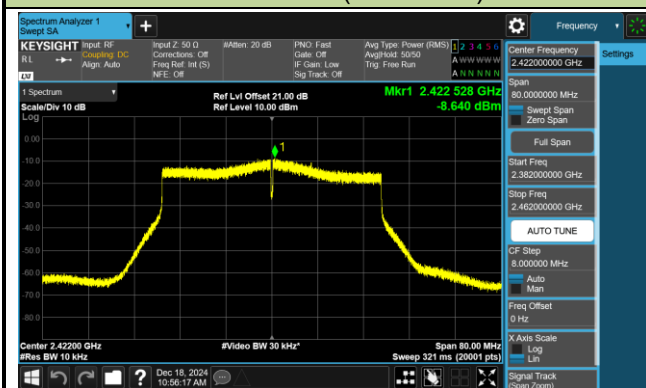 Spectrum Analyzer 1
Swept SA
Frequency
KEYSIGHT
Input: RF
Coupling: DC
Align: Auto
Input Z: 50 Ω
Corrections: Off
Freq Ref: Int (S)
NFE: Off
#Atten: 20 dB
PNO: Fast
Gate: Off
IF Gain: Low
Sig Track: Off
Avg Type: Power (RMS)
Avg|Hold: 50/50
Trig: Free Run
1 2 3 4 5 6
A W W W W W
A N N N N N
R L
LM
1 Spectrum
Scale/Div 10 dB
Log
Ref Lvl Offset 21.00 dB
Ref Level 10.00 dBm
Mkr1 2.422 528 GHz
-8.640 dBm
1
0.00
-10.0
-20.0
-30.0
-40.0
-50.0
-60.0
-70.0
-80.0
Center 2.42200 GHz
#Video BW 30 kHz*
Span 80.00 MHz
#Res BW 10 kHz
Sweep 321 ms (20001 pts)
?
Dec 18, 2024
10:56:17 AM
Center Frequency
2.422000000 GHz
Settings
Span
80.0000000 MHz
Swept Span
Zero Span
Full Span
Start Freq
2.382000000 GHz
Stop Freq
2.462000000 GHz
AUTO TUNE
CF Step
8.000000 MHz
Auto
Man
Freq Offset
0 Hz
X Axis Scale
Log
Lin
Signal Track
(Span Zoom)